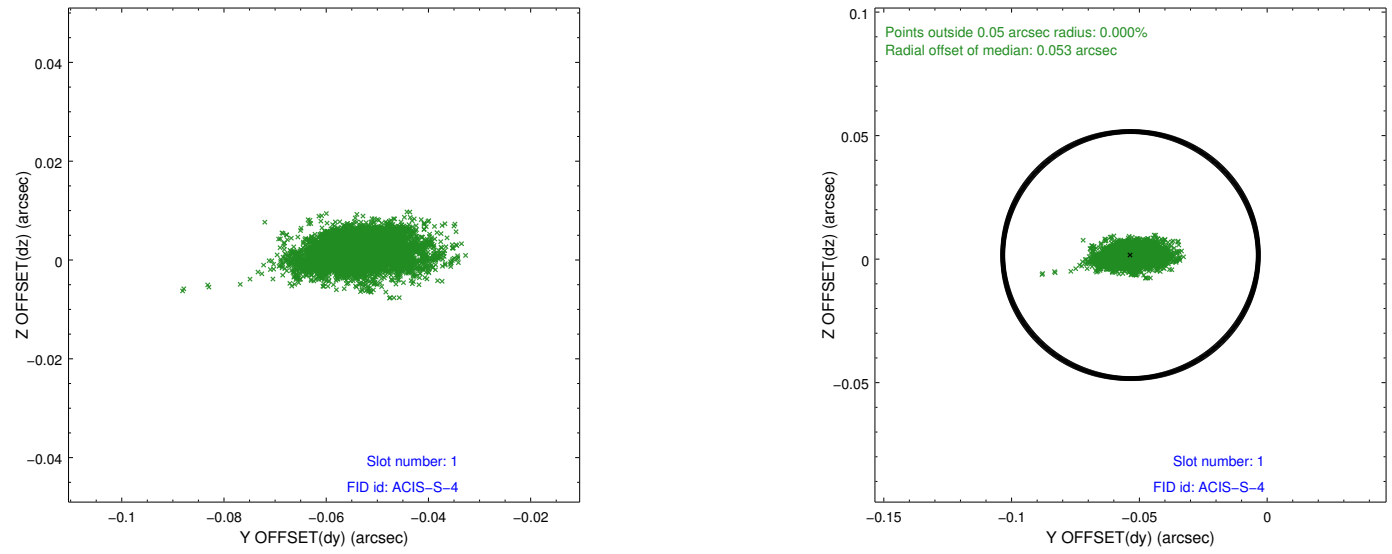 0.04
0.02
0
−0.02
−0.04
Z OFFSET(dz) (arcsec)
−0.1
−0.08
−0.06
−0.04
−0.02
Y OFFSET(dy) (arcsec)
Slot number: 1
FID id: ACIS−S−4
Points outside 0.05 arcsec radius: 0.000%
Radial offset of median: 0.053 arcsec
0.1
0.05
0
−0.05
Z OFFSET(dz) (arcsec)
−0.15
−0.1
−0.05
0
Y OFFSET(dy) (arcsec)
Slot number: 1
FID id: ACIS−S−4